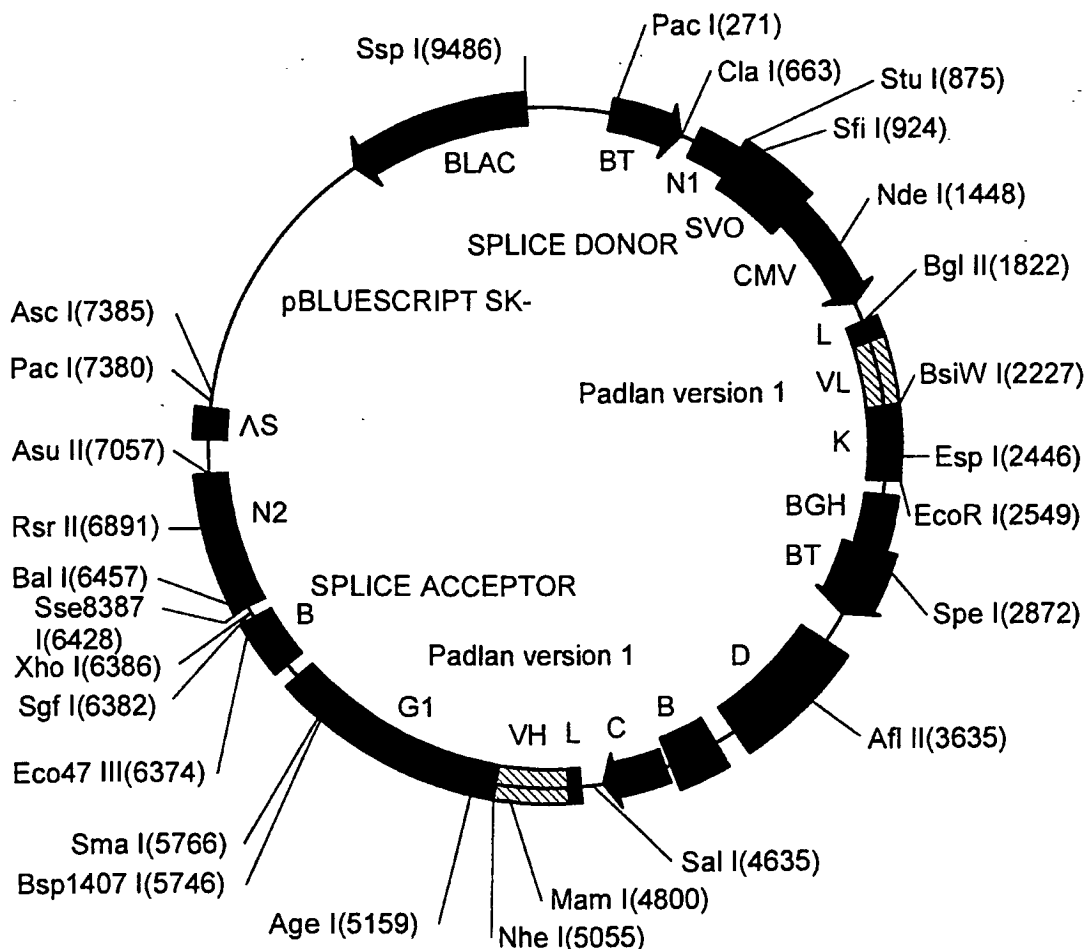 Ssp I(9486)
Pac I(271)
Cla I(663)
Stu I(875)
Sfi I(924)
BLAC
BT
N1
Nde I(1448)
SVO
SPLICE DONOR
CMV
Bgl II(1822)
pBLUESCRIPT SK-
Asc I(7385)
L
Pac I(7380)
VL
BsiW I(2227)
Padlan version 1
ΛS
K
Asu II(7057)
Esp I(2446)
N2
BGH
EcoR I(2549)
Rsr II(6891)
BT
Bal I(6457)
SPLICE ACCEPTOR
Sse8387
I(6428)
B
Spe I(2872)
Xho I(6386)
Padlan version 1
D
Sgf I(6382)
G1
VH
L
C
B
Afl II(3635)
Eco47 III(6374)
Sma I(5766)
Sal I(4635)
Bsp1407 I(5746)
Mam I(4800)
Age I(5159)
Nhe I(5055)